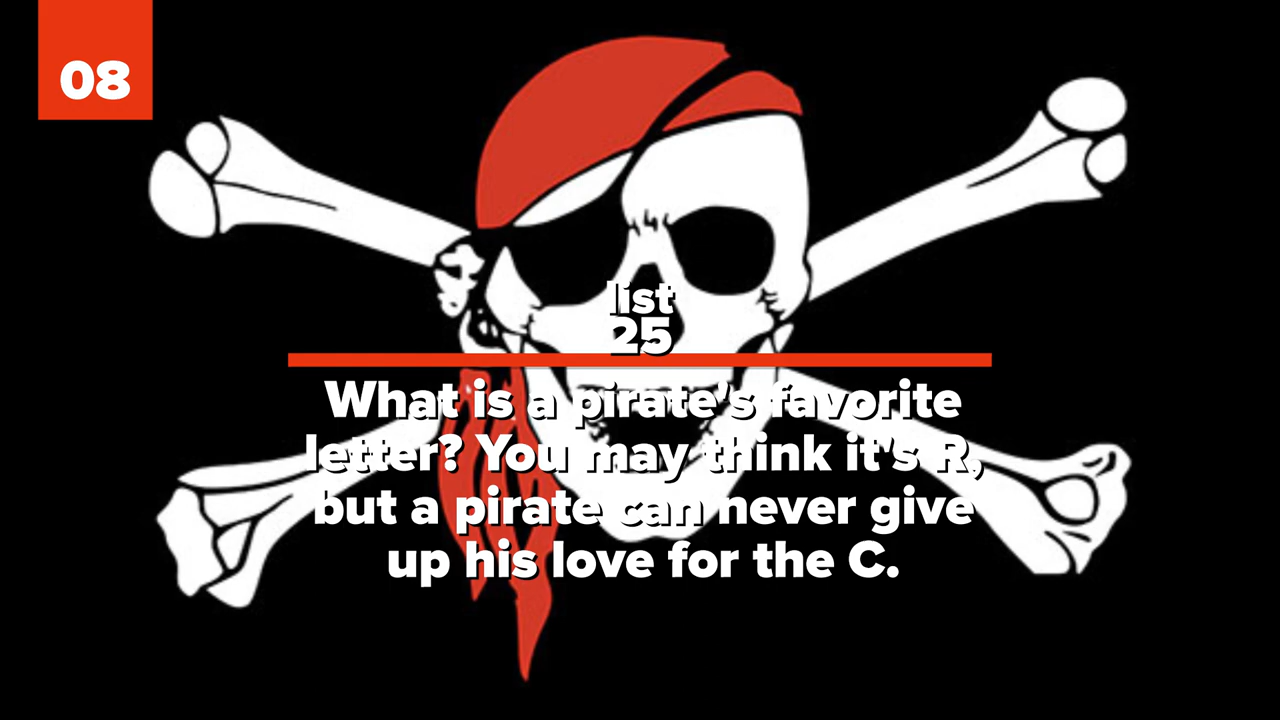 08
list
25
What is a pirate's favorite
letter? You may think it's R,
but a pirate can never give
up his love for the C.